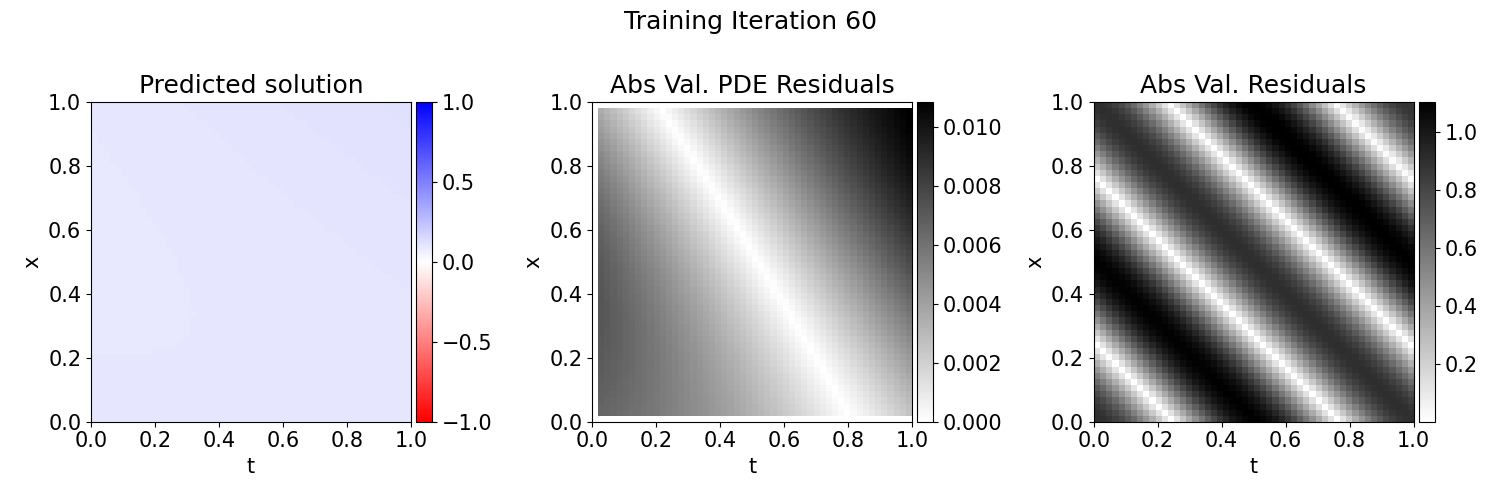 Training Iteration 60
Predicted solution
1.0
0.8
0.6
0.4
0.2
0.0
x
0.0 0.2 0.4 0.6 0.8 1.0
t
1.0
0.5
0.0
−0.5
−1.0
Abs Val. PDE Residuals
1.0
0.8
0.6
0.4
0.2
0.0
x
0.0 0.2 0.4 0.6 0.8 1.0
t
0.010
0.008
0.006
0.004
0.002
0.000
Abs Val. Residuals
1.0
0.8
0.6
0.4
0.2
0.0
x
0.0 0.2 0.4 0.6 0.8 1.0
t
1.0
0.8
0.6
0.4
0.2